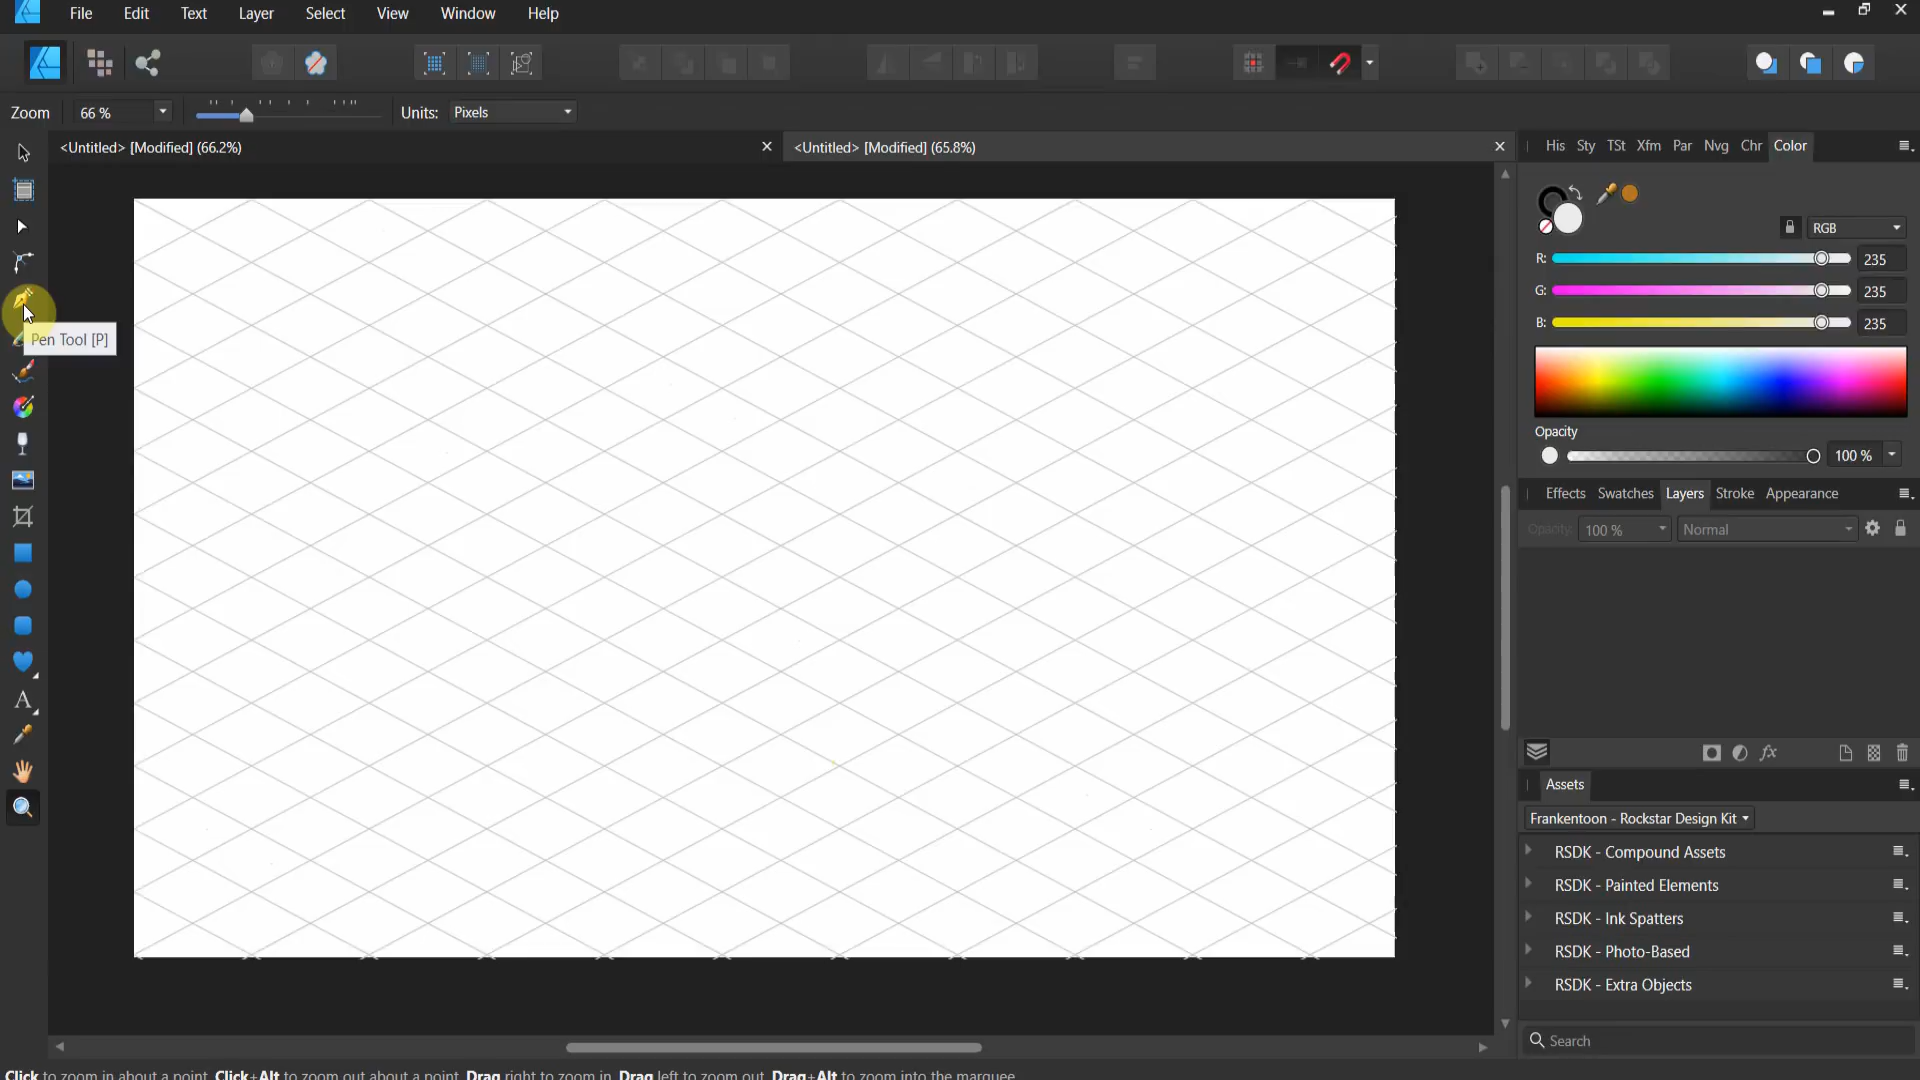 File Edit Text Layer Select View Window Help
Zoom 66 % Units: Pixels
<Untitled> [Modified] (66.2%)
<Untitled> [Modified] (65.8%)
His Sty TSt Xfm Par Nvg Chr Color
RGB
R: 235
G: 235
B: 235
Pen Tool [P]
Opacity
100 %
Effects Swatches Layers Stroke Appearance
Opacity: 100 % Normal
Assets
Frankentoon - Rockstar Design Kit
RSDK - Compound Assets
RSDK - Painted Elements
RSDK - Ink Spatters
RSDK - Photo-Based
RSDK - Extra Objects
Search
Click to zoom in about a point. Click+Alt to zoom out about a point. Drag right to zoom in. Drag left to zoom out. Drag+Alt to zoom into the marquee.